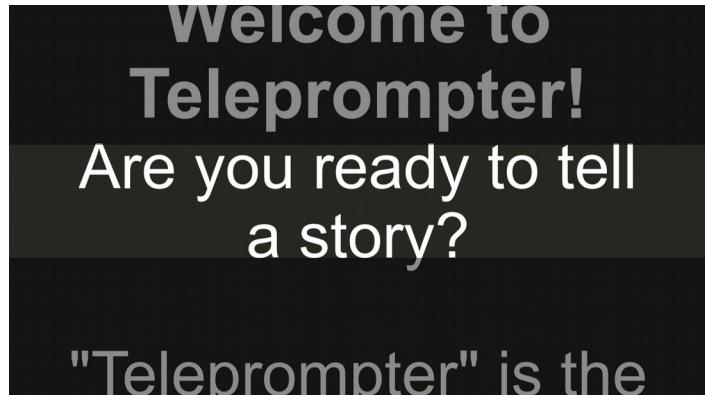 Welcome to
Teleprompter!
Are you ready to tell
a story?
"Teleprompter" is the